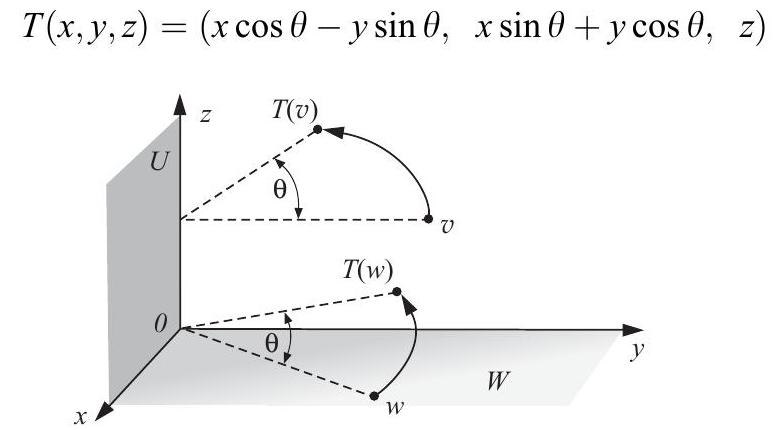 T(x, y, z) = (x cos θ − y sin θ, x sin θ + y cos θ, z)
z
T(v)
U
θ
v
T(w)
0
θ
y
W
x
w